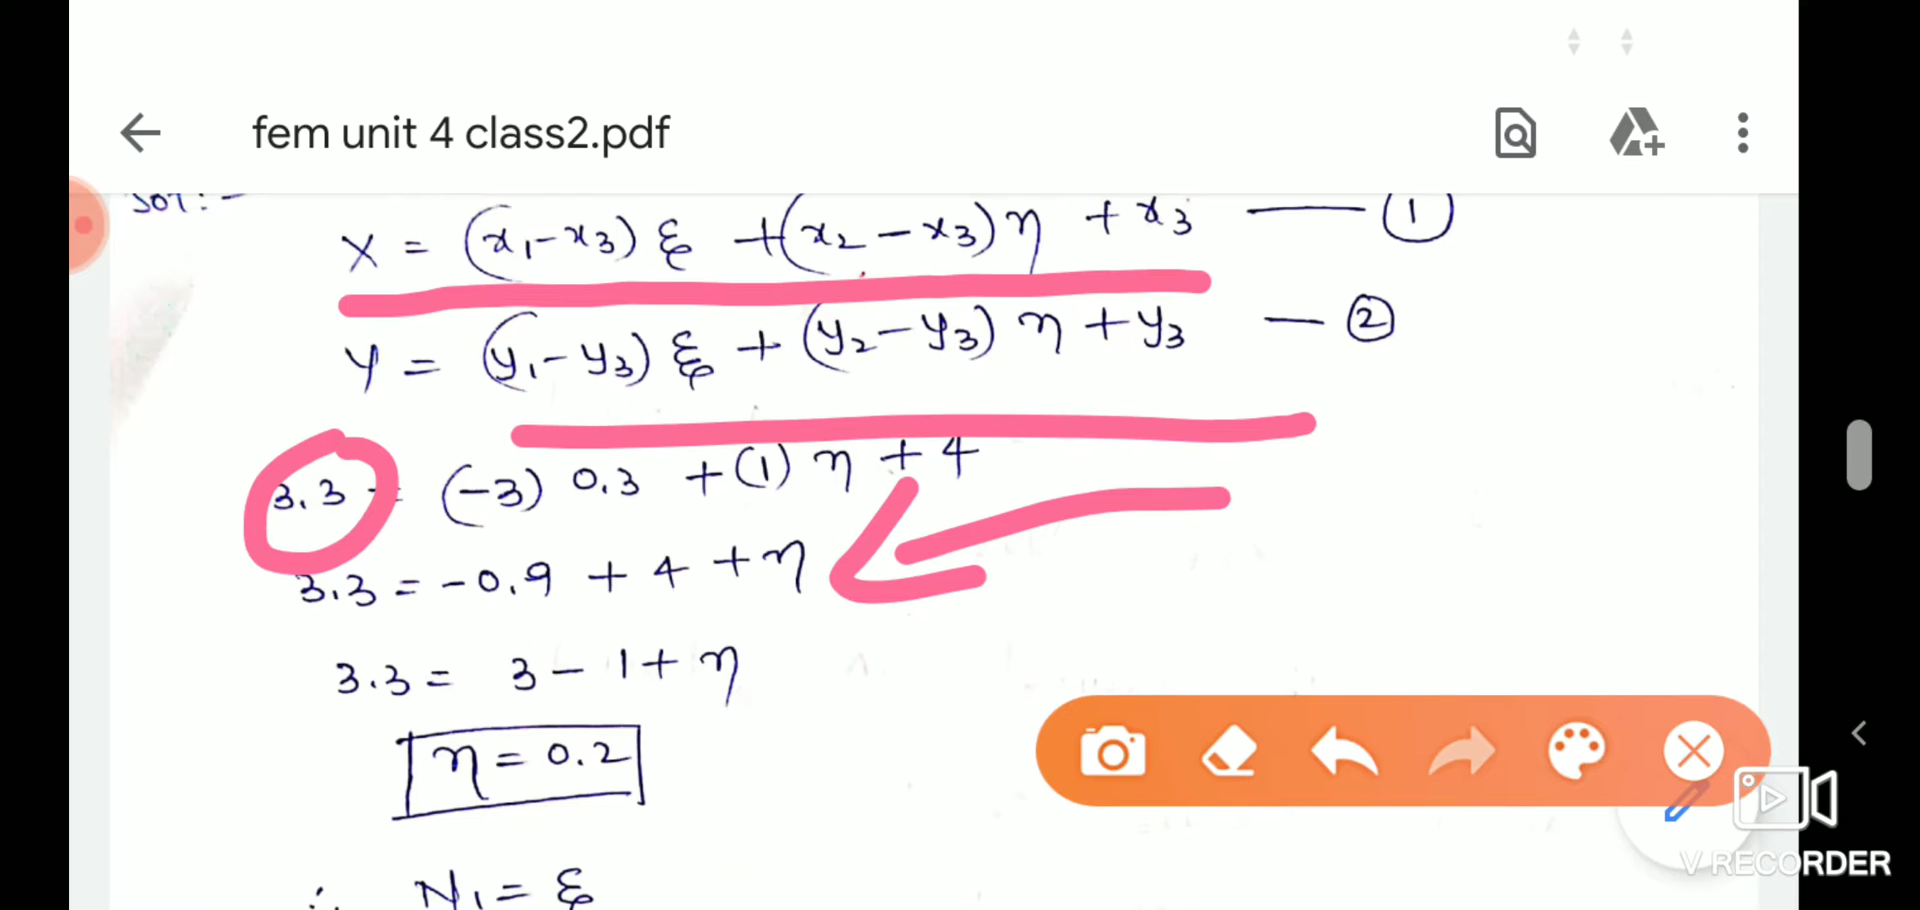 fem unit 4 class2.pdf
Sol:-
X = (x₁-x₃) ξ + (x₂-x₃) η + x₃ — ①
Y = (y₁-y₃) ξ + (y₂-y₃) η + y₃ — ②
3.3 = (-3) 0.3 + (1) η + 4
3.3 = -0.9 + 4 + η
3.3 = 3 - 1 + η
η = 0.2
∴ N₁ = ξ
V RECORDER